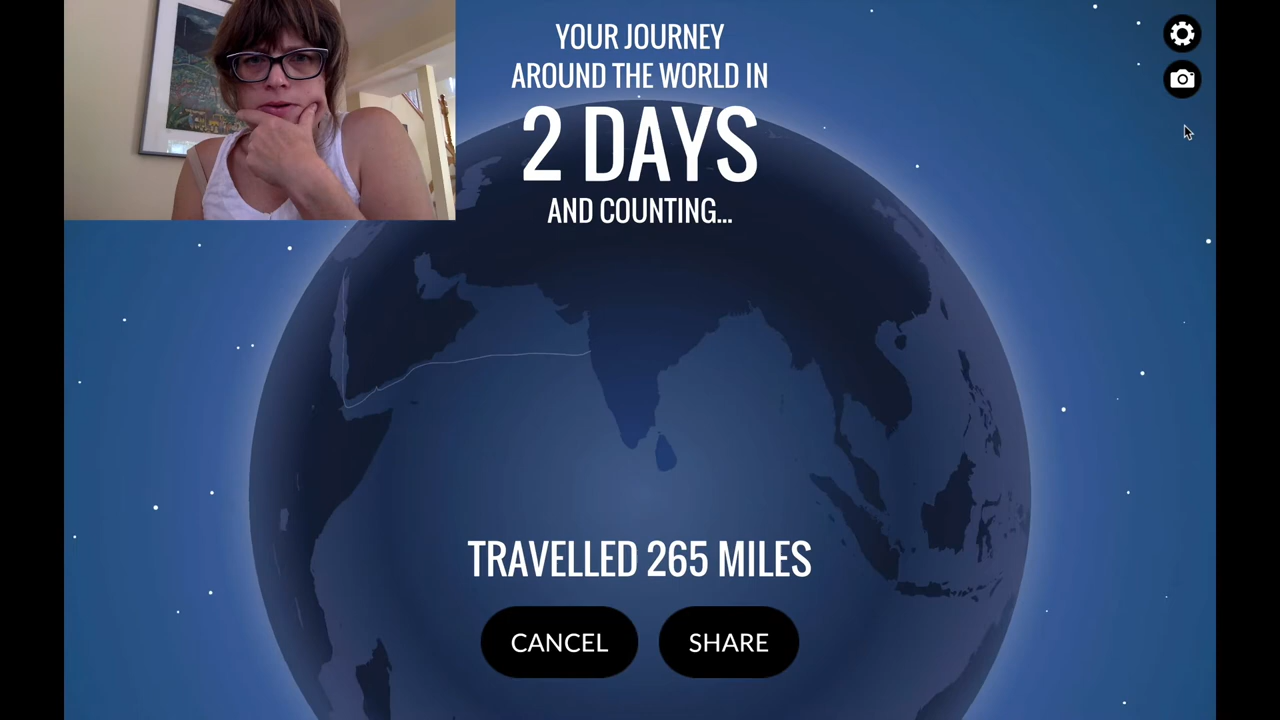 YOUR JOURNEY
AROUND THE WORLD IN
2 DAYS
AND COUNTING...
TRAVELLED 265 MILES
CANCEL
SHARE